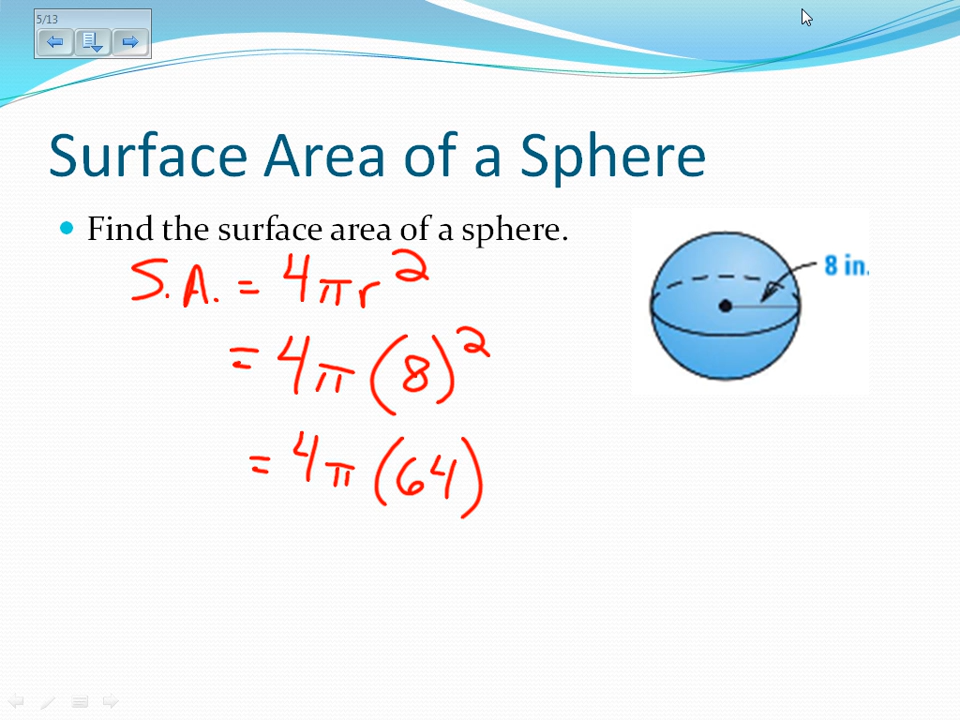 5/13
Surface Area of a Sphere
• Find the surface area of a sphere.
S.A. = 4πr²
= 4π(8)²
= 4π(64)
8 in.